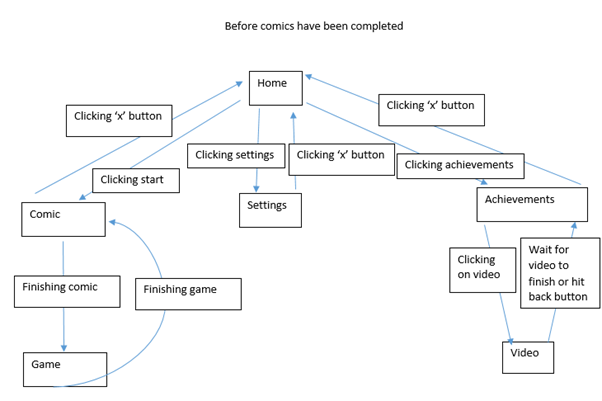 Before comics have been completed
Home
Clicking ‘x’ button
Clicking ‘x’ button
Clicking settings
Clicking ‘x’ button
Clicking achievements
Clicking start
Comic
Settings
Achievements
Finishing comic
Finishing game
Clicking
on video
Wait for
video to
finish or hit
back button
Game
Video